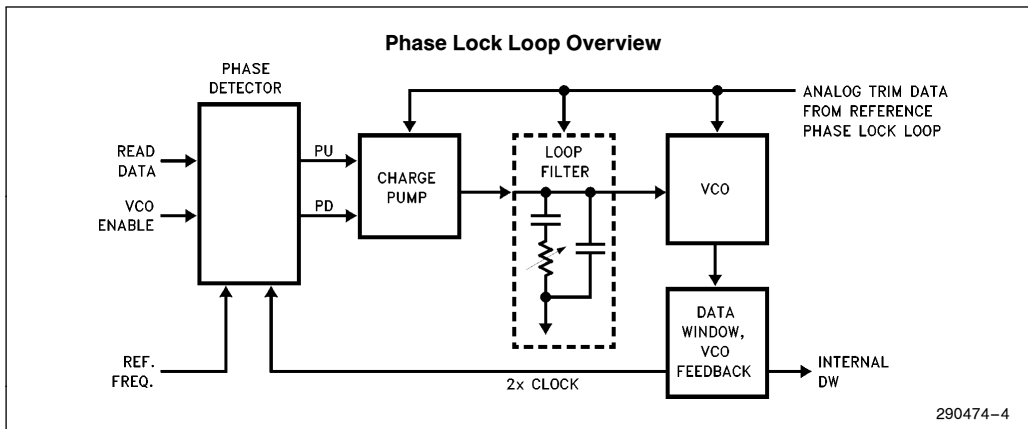 Phase Lock Loop Overview
PHASE
DETECTOR
ANALOG TRIM DATA
FROM REFERENCE
PHASE LOCK LOOP
READ
DATA
VCO
ENABLE
PU
PD
CHARGE
PUMP
LOOP
FILTER
VCO
DATA
WINDOW,
VCO
FEEDBACK
REF.
FREQ.
2x CLOCK
INTERNAL
DW
290474–4